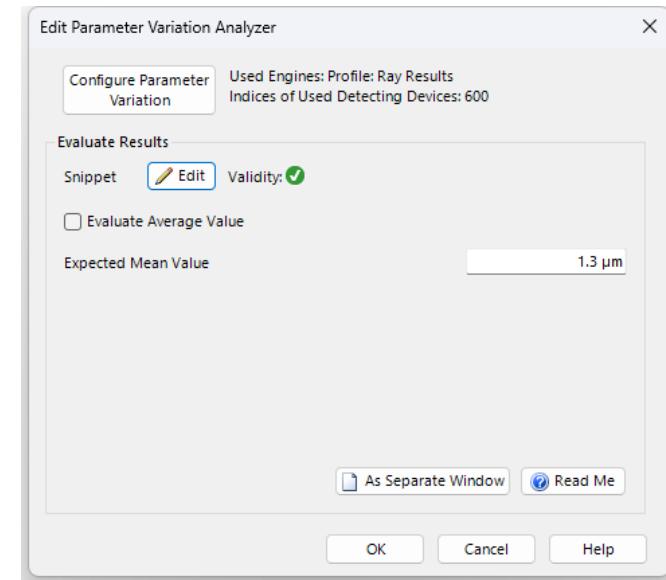 Edit Parameter Variation Analyzer
Configure Parameter
Variation
Used Engines: Profile: Ray Results
Indices of Used Detecting Devices: 600
Evaluate Results
Snippet Edit Validity:
Evaluate Average Value
Expected Mean Value 1.3 µm
As Separate Window Read Me
OK Cancel Help